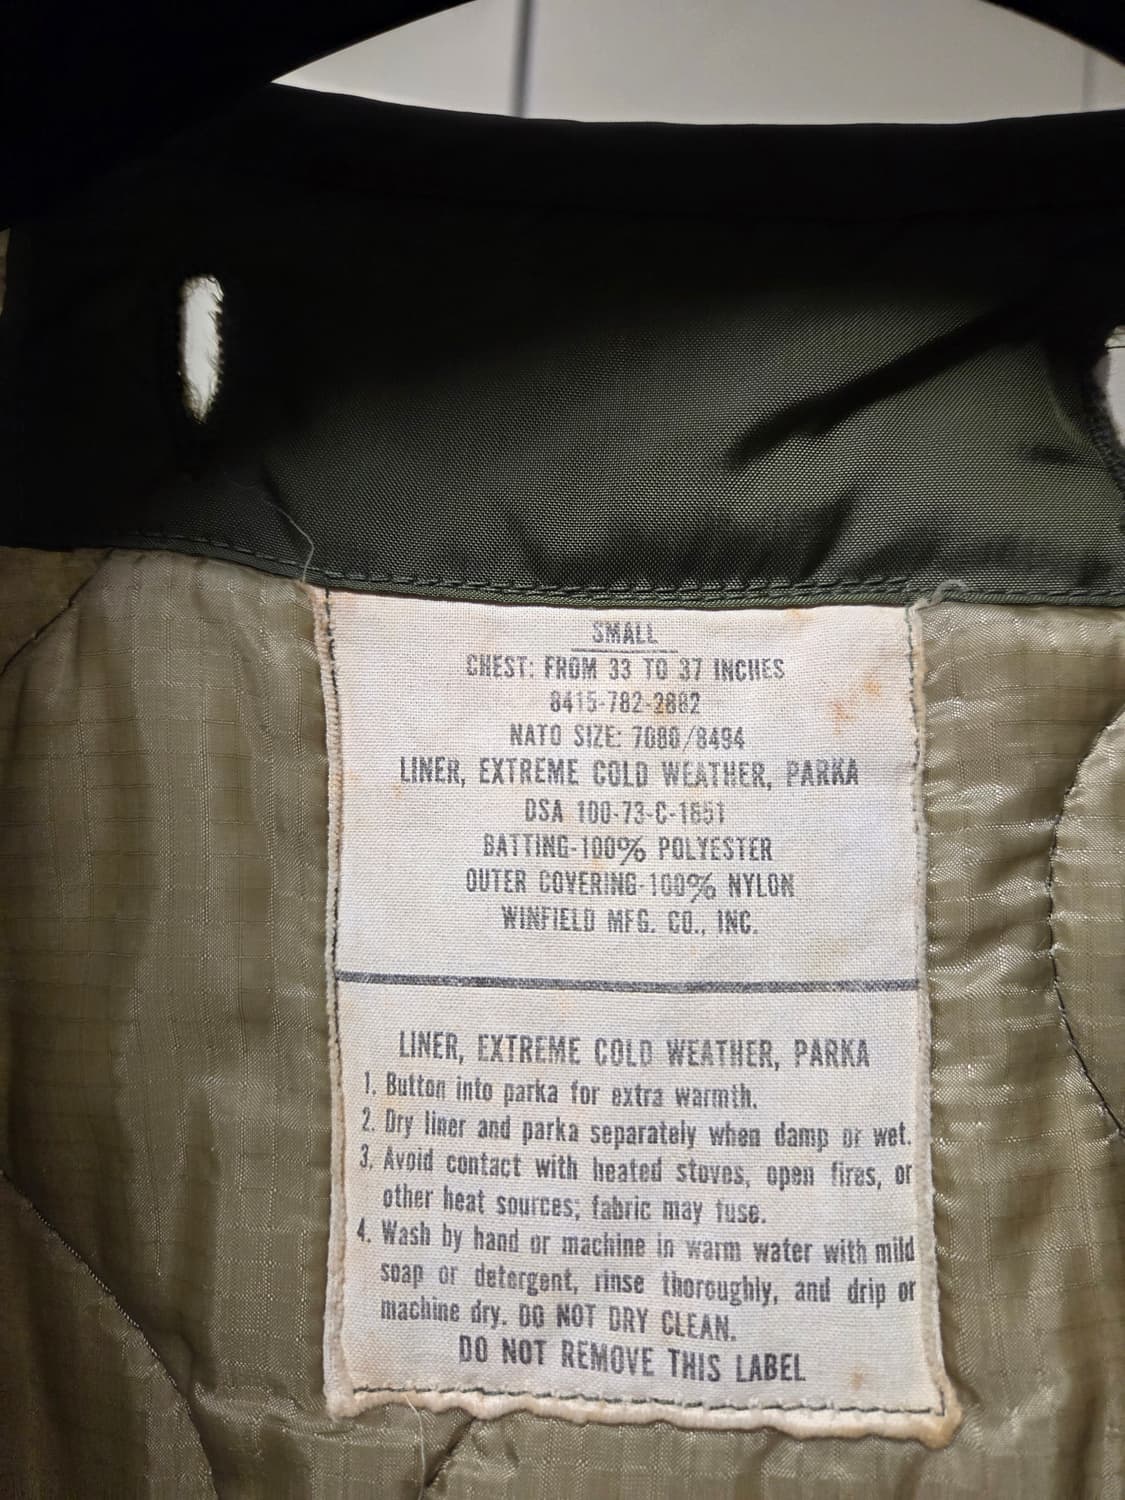 SMALL
CHEST: FROM 33 TO 37 INCHES
8415-782-2882
NATO SIZE: 7080/8494
LINER, EXTREME COLD WEATHER, PARKA
DSA 100-73-C-1651
BATTING-100% POLYESTER
OUTER COVERING-100% NYLON
WINFIELD MFG. CO., INC.
LINER, EXTREME COLD WEATHER, PARKA
1. Button into parka for extra warmth.
2. Dry liner and parka separately when damp or wet.
3. Avoid contact with heated stoves, open fires, or
other heat sources; fabric may fuse.
4. Wash by hand or machine in warm water with mild
soap or detergent, rinse thoroughly, and drip or
machine dry. DO NOT DRY CLEAN.
DO NOT REMOVE THIS LABEL